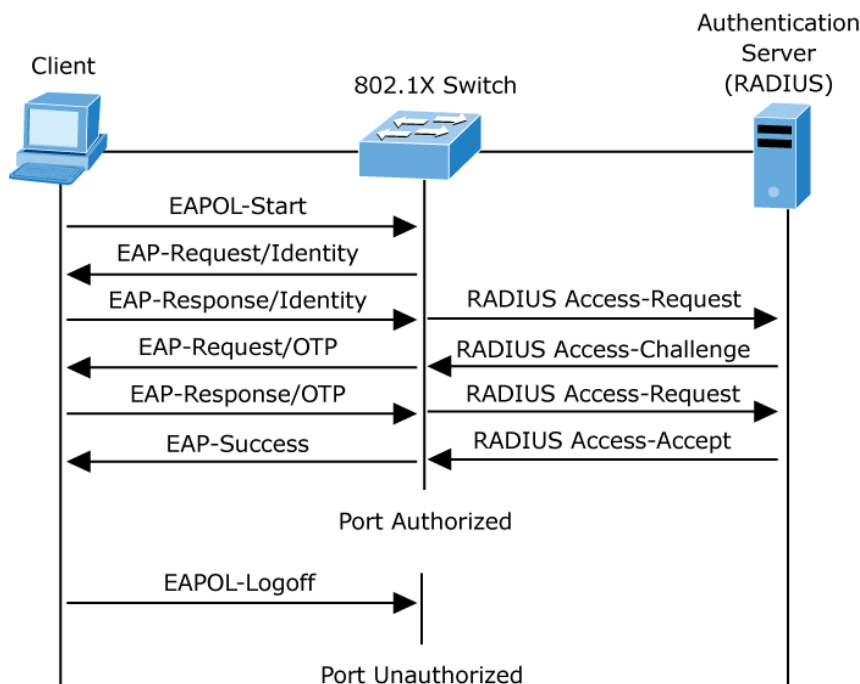 Authentication
Server
(RADIUS)
Client
802.1X Switch
EAPOL-Start
EAP-Request/Identity
EAP-Response/Identity
RADIUS Access-Request
EAP-Request/OTP
RADIUS Access-Challenge
EAP-Response/OTP
RADIUS Access-Request
EAP-Success
RADIUS Access-Accept
Port Authorized
EAPOL-Logoff
Port Unauthorized